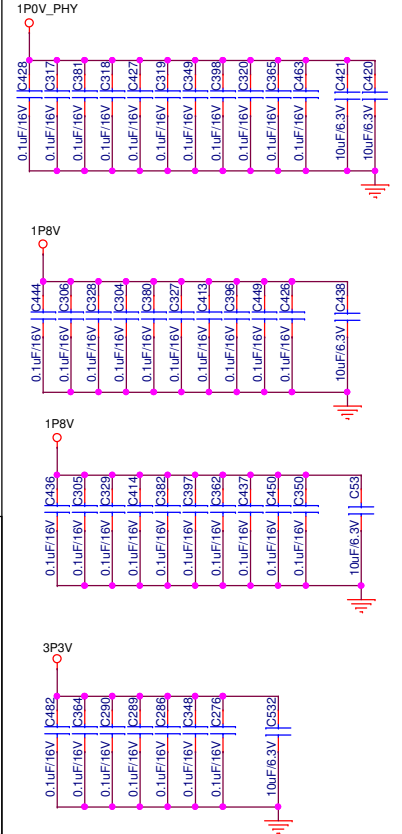 1P0V_PHY
C428
C317
C381
C318
C427
C319
C349
C398
C320
C365
C463
C421
C420
0.1uF/16V
0.1uF/16V
0.1uF/16V
0.1uF/16V
0.1uF/16V
0.1uF/16V
0.1uF/16V
0.1uF/16V
0.1uF/16V
0.1uF/16V
0.1uF/16V
10uF/6.3V
10uF/6.3V
1P8V
C444
C306
C328
C304
C380
C327
C413
C396
C449
C426
C438
0.1uF/16V
0.1uF/16V
0.1uF/16V
0.1uF/16V
0.1uF/16V
0.1uF/16V
0.1uF/16V
0.1uF/16V
0.1uF/16V
0.1uF/16V
10uF/6.3V
1P8V
C436
C305
C329
C414
C382
C397
C362
C437
C450
C350
C53
0.1uF/16V
0.1uF/16V
0.1uF/16V
0.1uF/16V
0.1uF/16V
0.1uF/16V
0.1uF/16V
0.1uF/16V
0.1uF/16V
0.1uF/16V
10uF/6.3V
3P3V
C482
C364
C290
C289
C286
C348
C276
C532
0.1uF/16V
0.1uF/16V
0.1uF/16V
0.1uF/16V
0.1uF/16V
0.1uF/16V
0.1uF/16V
10uF/6.3V